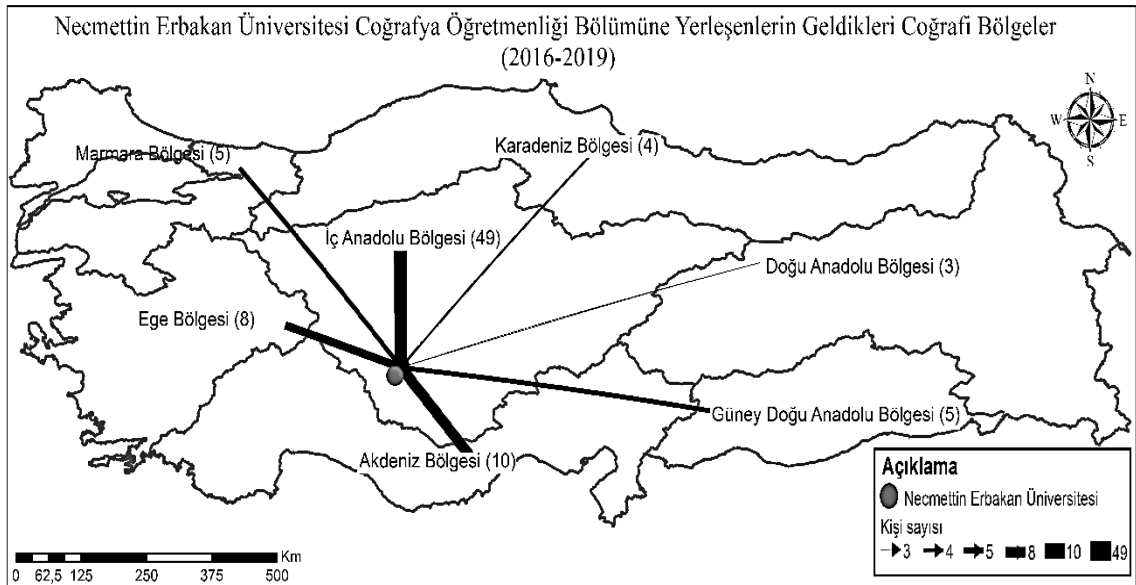 Necmettin Erbakan Üniversitesi Coğrafya Öğretmenliği Bölümüne Yerleşenlerin Geldikleri Coğrafi Bölgeler
(2016-2019)
N
W E
S
Marmara Bölgesi (5)
Karadeniz Bölgesi (4)
İç Anadolu Bölgesi (49)
Doğu Anadolu Bölgesi (3)
Ege Bölgesi (8)
Güney Doğu Anadolu Bölgesi (5)
Akdeniz Bölgesi (10)
Açıklama
Necmettin Erbakan Üniversitesi
Kişi sayısı
3 4 5 8 10 49
Km
0 62,5 125 250 375 500